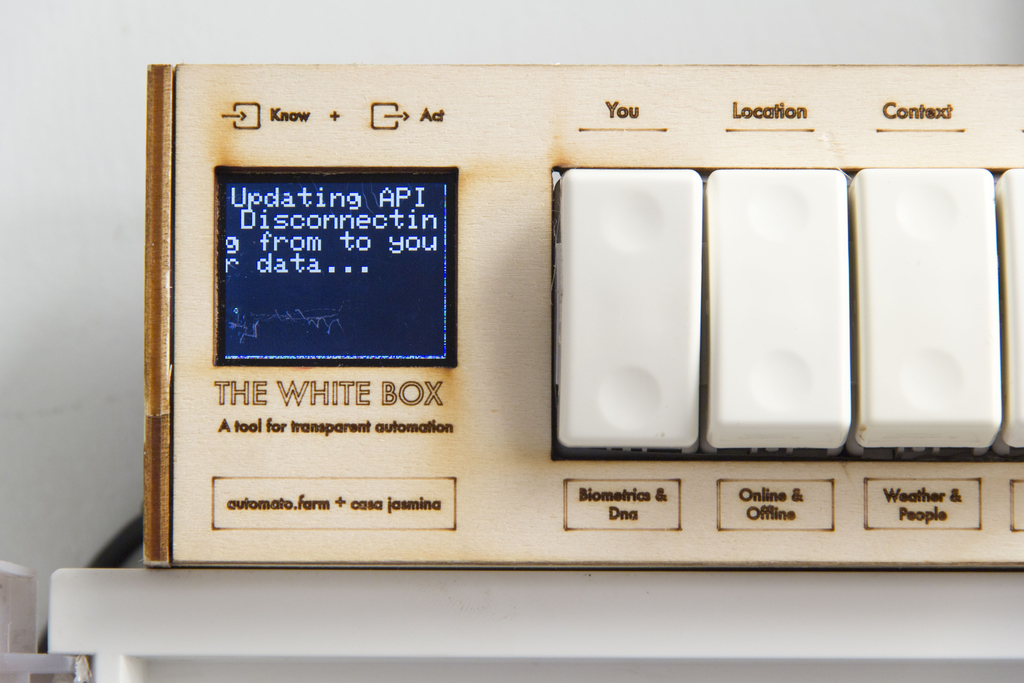 Know + Act
You
Location
Context
Updating API
Disconnectin
g from to you
r data...
THE WHITE BOX
A tool for transparent automation
automato.farm + casa jasmina
Biometrics &
Dna
Online &
Offline
Weather &
People